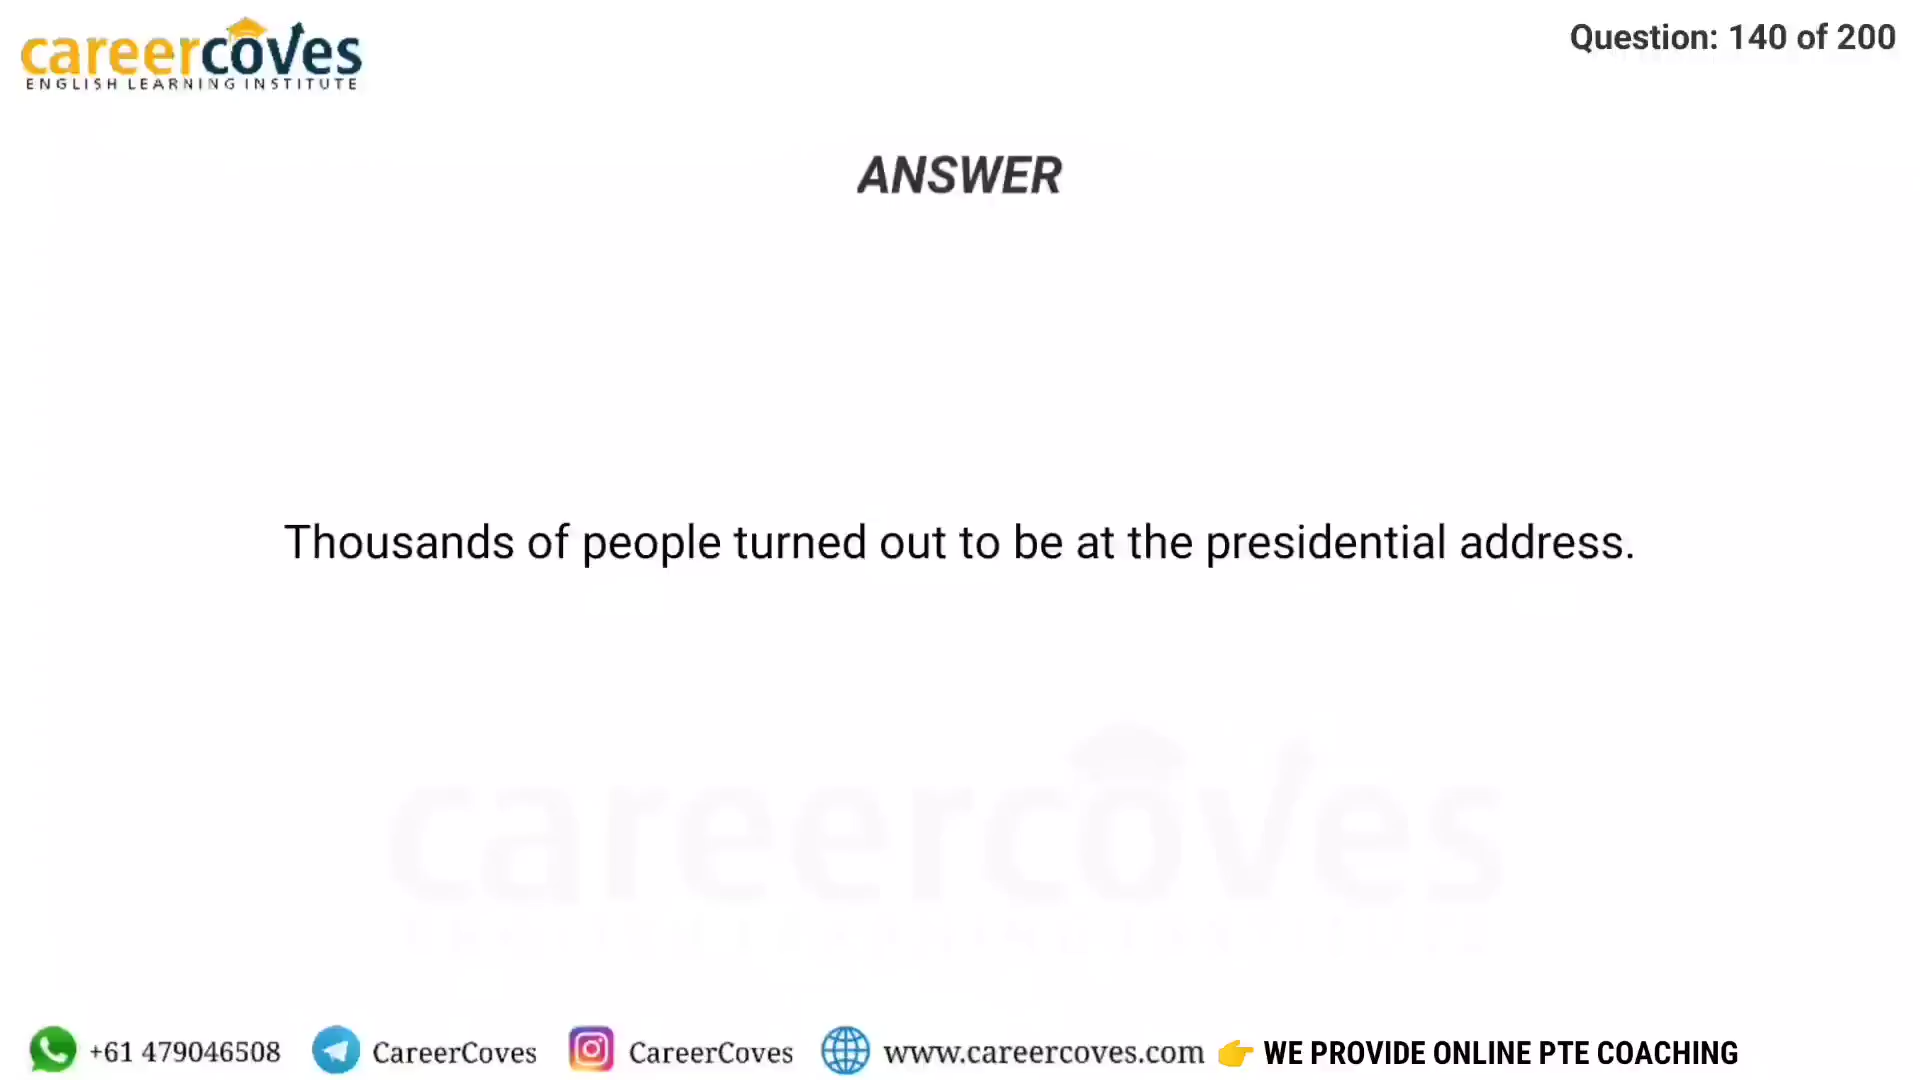 careercoves
ENGLISH LEARNING INSTITUTE
Question: 140 of 200
ANSWER
Thousands of people turned out to be at the presidential address.
careercoves
+61 479046508 CareerCoves CareerCoves www.careercoves.com 👉 WE PROVIDE ONLINE PTE COACHING